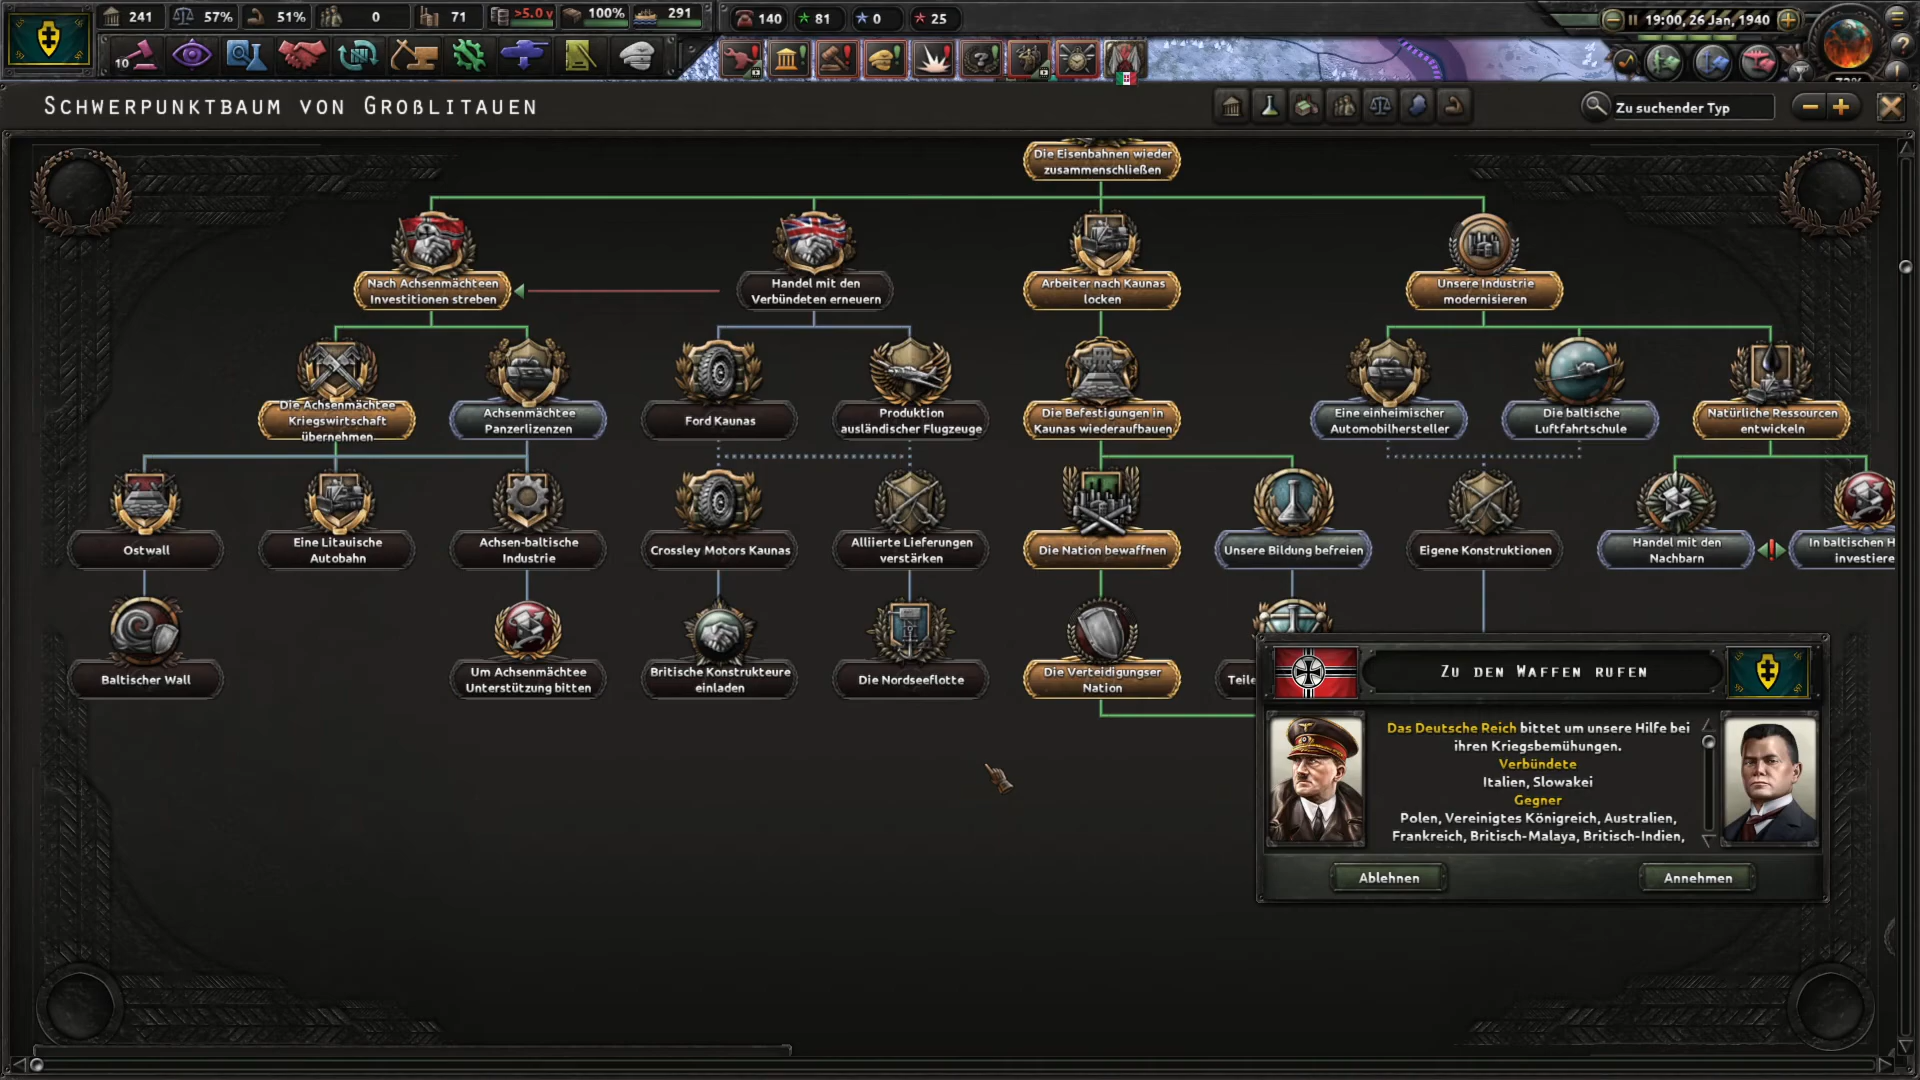 241
57%
51%
0
71
>5.0 v
100%
291
140
81
0
25
19:00, 26 Jan, 1940
10
Schwerpunktbaum von Großlitauen
Zu suchender Typ
Die Eisenbahnen wieder
zusammenschließen
Nach Achsenmächteen
Investitionen streben
Handel mit den
Verbündeten erneuern
Arbeiter nach Kaunas
locken
Unsere Industrie
modernisieren
Die Achsenmächtee
Kriegswirtschaft
übernehmen
Achsenmächtee
Panzerlizenzen
Ford Kaunas
Produktion
ausländischer Flugzeuge
Die Befestigungen in
Kaunas wiederaufbauen
Eine einheimischer
Automobilhersteller
Die baltische
Luftfahrtschule
Natürliche Ressourcen
entwickeln
Ostwall
Eine Litauische
Autobahn
Achsen-baltische
Industrie
Crossley Motors Kaunas
Alliierte Lieferungen
verstärken
Die Nation bewaffnen
Unsere Bildung befreien
Eigene Konstruktionen
Handel mit den
Nachbarn
In baltischen H
investiere
Baltischer Wall
Um Achsenmächtee
Unterstützung bitten
Britische Konstrukteure
einladen
Die Nordseeflotte
Die Verteidigungser
Nation
Teile
Zu den Waffen rufen
Das Deutsche Reich bittet um unsere Hilfe bei
ihren Kriegsbemühungen.
Verbündete
Italien, Slowakei
Gegner
Polen, Vereinigtes Königreich, Australien,
Frankreich, Britisch-Malaya, Britisch-Indien,
Ablehnen
Annehmen